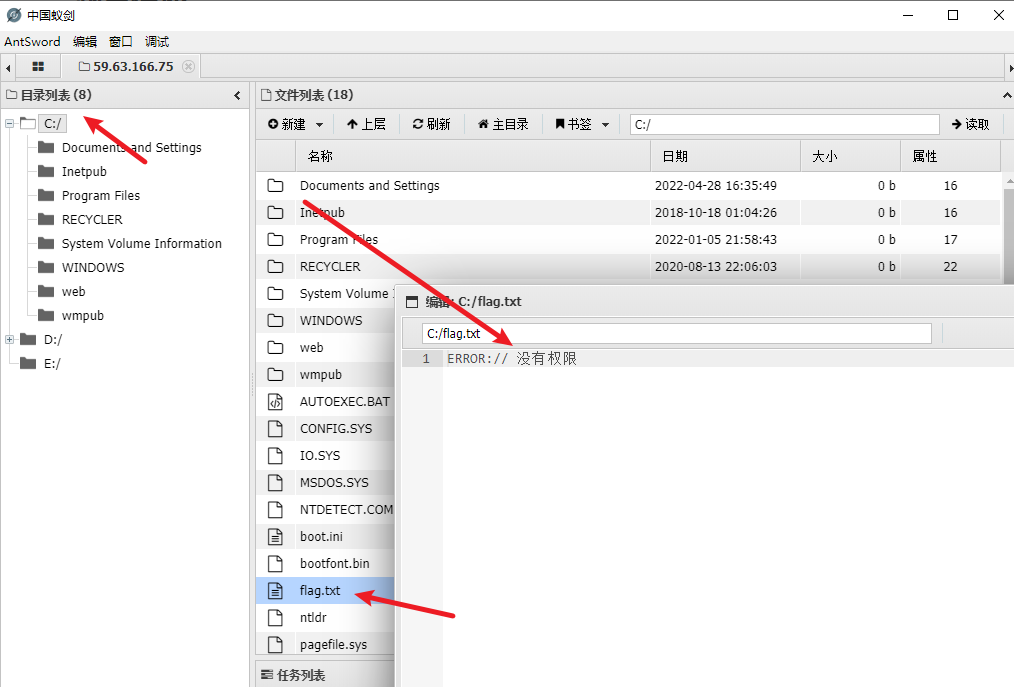 中国蚁剑
AntSword 编辑 窗口 调试
59.63.166.75
目录列表 (8)
C:/
Documents and Settings
Inetpub
Program Files
RECYCLER
System Volume Information
WINDOWS
web
wmpub
D:/
E:/
文件列表 (18)
新建 上层 刷新 主目录 书签 C:/ 读取
名称 日期 大小 属性
Documents and Settings 2022-04-28 16:35:49 0 b 16
Inetpub 2018-10-18 01:04:26 0 b 16
Program Files 2022-01-05 21:58:43 0 b 17
RECYCLER 2020-08-13 22:06:03 0 b 22
System Volume
WINDOWS
web
wmpub
AUTOEXEC.BAT
CONFIG.SYS
IO.SYS
MSDOS.SYS
NTDETECT.COM
boot.ini
bootfont.bin
flag.txt
ntldr
pagefile.sys
任务列表
编辑: C:/flag.txt
C:/flag.txt
1 ERROR:// 没有权限